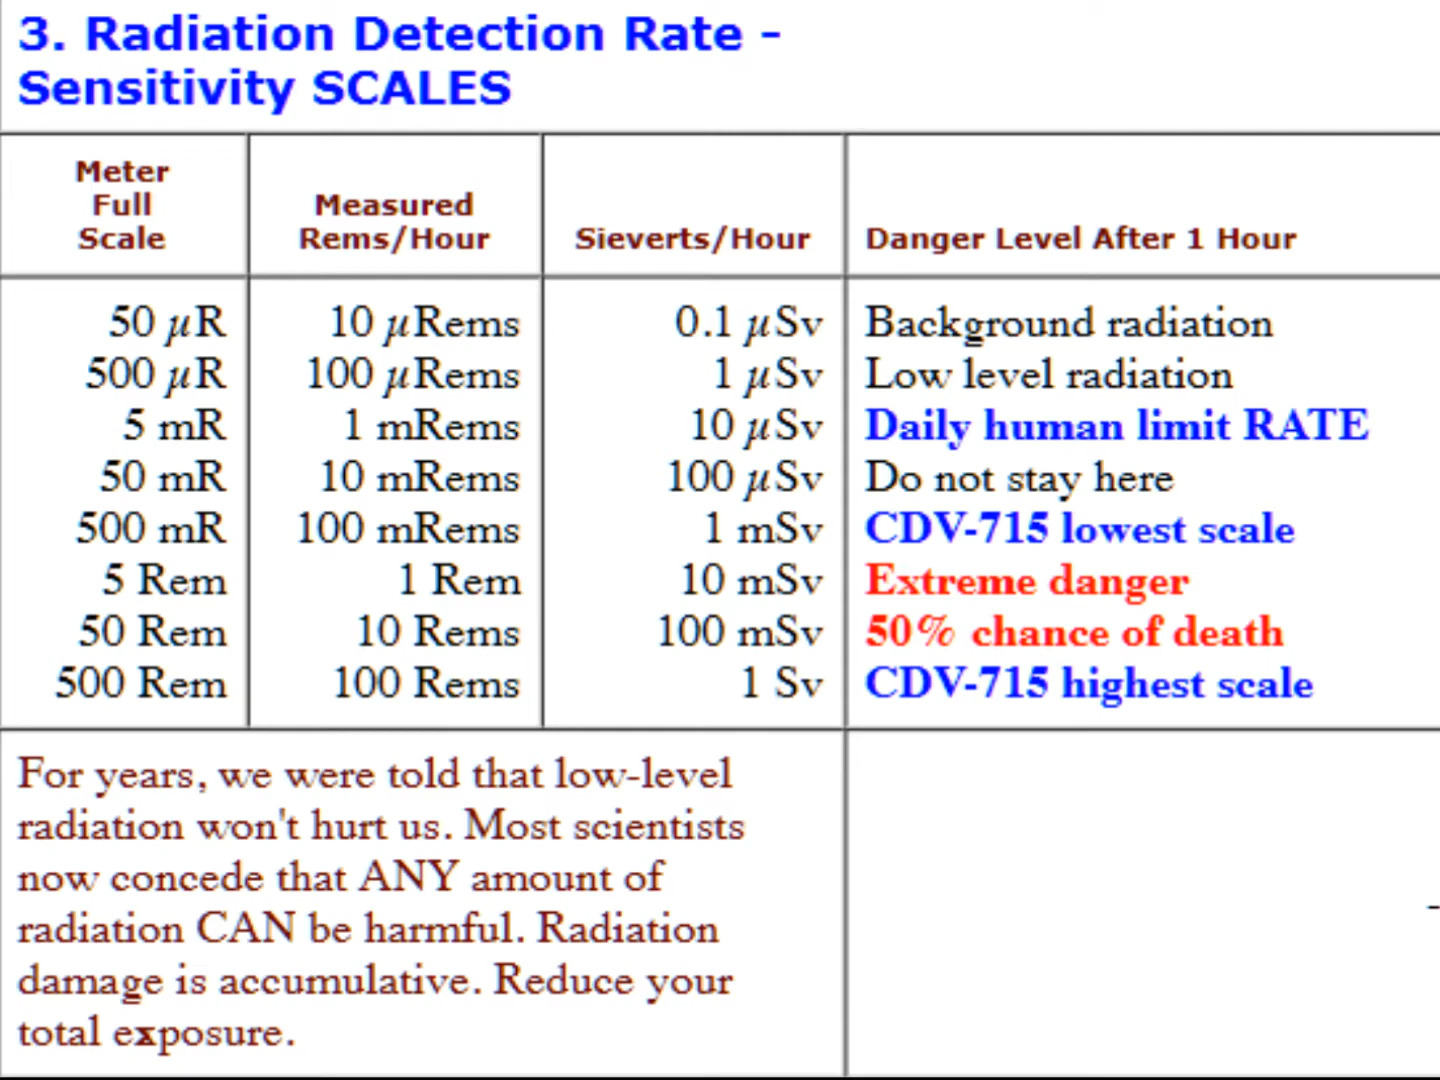 3. Radiation Detection Rate -
Sensitivity SCALES
Meter
Full
Scale
Measured
Rems/Hour
Sieverts/Hour
Danger Level After 1 Hour
50 µR 10 µRems 0.1 µSv Background radiation
500 µR 100 µRems 1 µSv Low level radiation
5 mR 1 mRems 10 µSv Daily human limit RATE
50 mR 10 mRems 100 µSv Do not stay here
500 mR 100 mRems 1 mSv CDV-715 lowest scale
5 Rem 1 Rem 10 mSv Extreme danger
50 Rem 10 Rems 100 mSv 50% chance of death
500 Rem 100 Rems 1 Sv CDV-715 highest scale
For years, we were told that low-level
radiation won't hurt us. Most scientists
now concede that ANY amount of
radiation CAN be harmful. Radiation
damage is accumulative. Reduce your
total exposure.